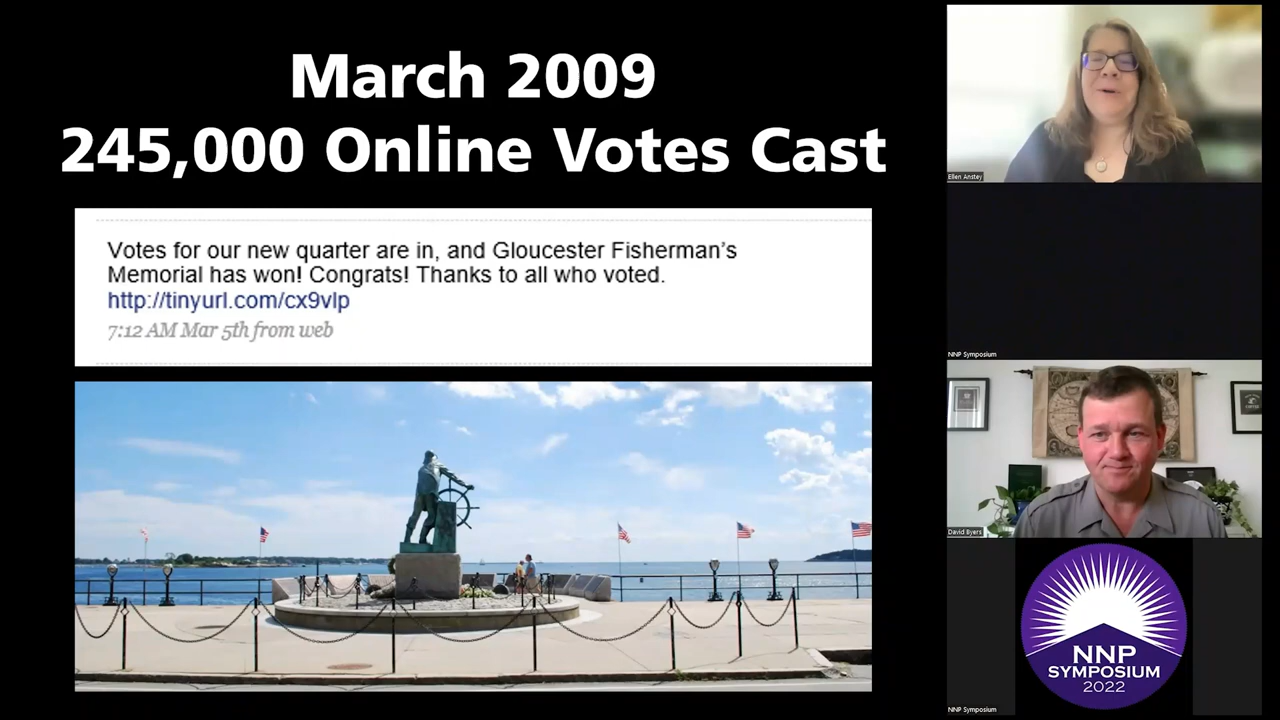 March 2009
245,000 Online Votes Cast
Votes for our new quarter are in, and Gloucester Fisherman's
Memorial has won! Congrats! Thanks to all who voted.
http://tinyurl.com/cx9vlp
7:12 AM Mar 5th from web
Ellen Anstey
NNP Symposium
David Byers
NNP
SYMPOSIUM
2022
NNP Symposium